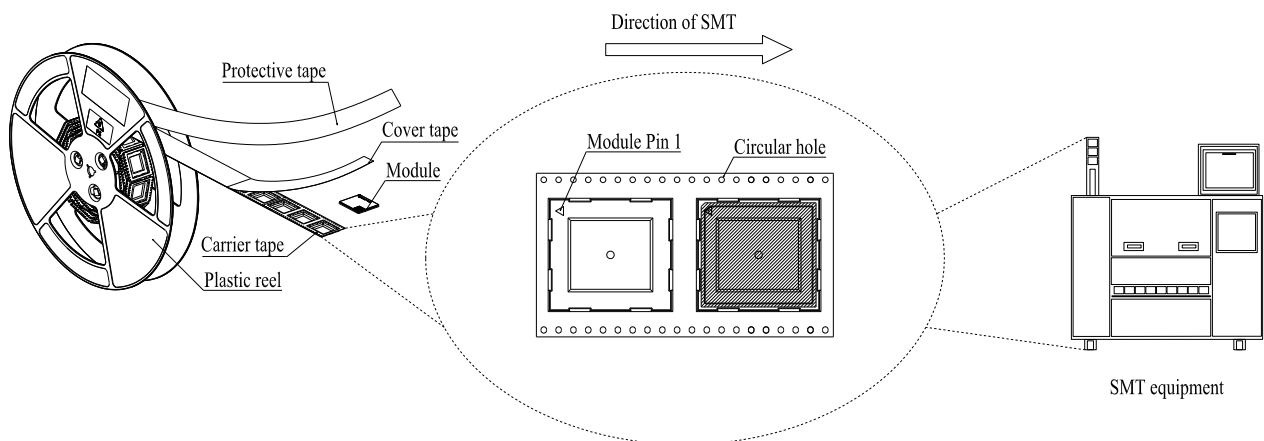 Direction of SMT
Protective tape
Cover tape
Module
Carrier tape
Plastic reel
Module Pin 1
Circular hole
SMT equipment